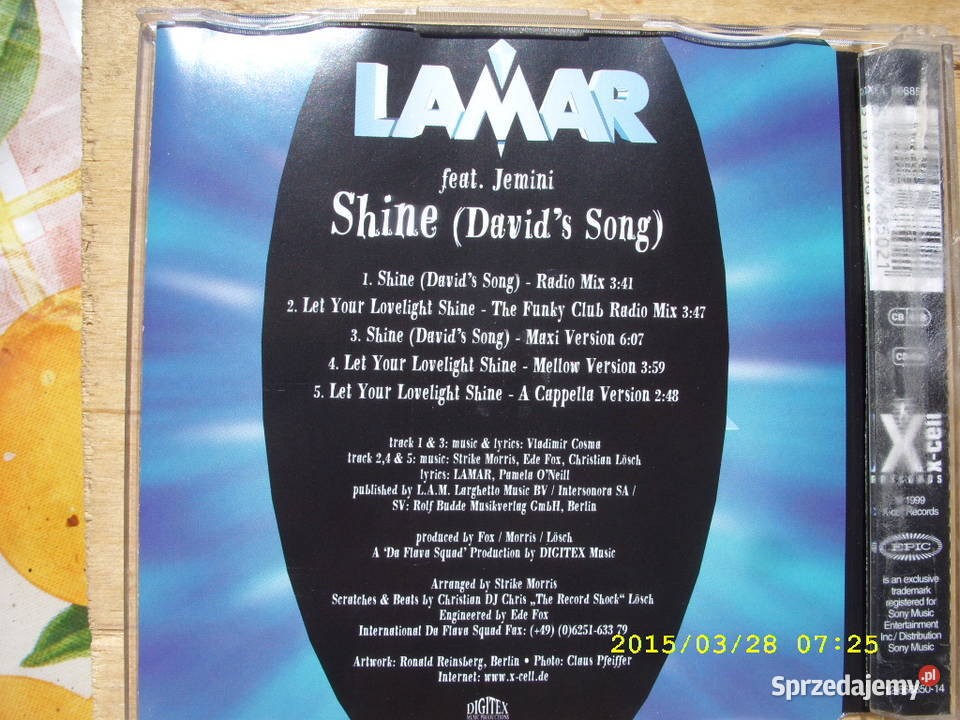 LAMAR
feat. Jemini
Shine (David's Song)
1. Shine (David's Song) - Radio Mix 3:41
2. Let Your Lovelight Shine - The Funky Club Radio Mix 3:47
3. Shine (David's Song) - Maxi Version 6:07
4. Let Your Lovelight Shine - Mellow Version 3:59
5. Let Your Lovelight Shine - A Cappella Version 2:48
track 1 & 3: music & lyrics: Vladimir Cosma
track 2,4 & 5: music: Strike Morris, Ede Fox, Christian Lösch
lyrics: LAMAR, Pamela O'Neill
published by L.A.M. Larghetto Music BV / Intersonora SA /
SV: Rolf Budde Musikverlag GmbH, Berlin
produced by Fox / Morris / Lösch
A 'Da Flava Squad' Production by DIGITEX Music
Arranged by Strike Morris
Scratches & Beats by Christian DJ Chris „The Record Shock“ Lösch
Engineered by Ede Fox
International Da Flava Squad Fax: (+49) (0)6251-633 79
Artwork: Ronald Reinsberg, Berlin • Photo: Claus Pfeiffer
Internet: www.x-cell.de
DIGITEX
MUSIC PRODUCTIONS
X
x-cell
1999
Records
EPIC
is an exclusive
trademark
registered for
Sony Music
Entertainment
Inc./ Distribution
Sony Music
2015/03/28 07:25
Sprzedajemy.pl